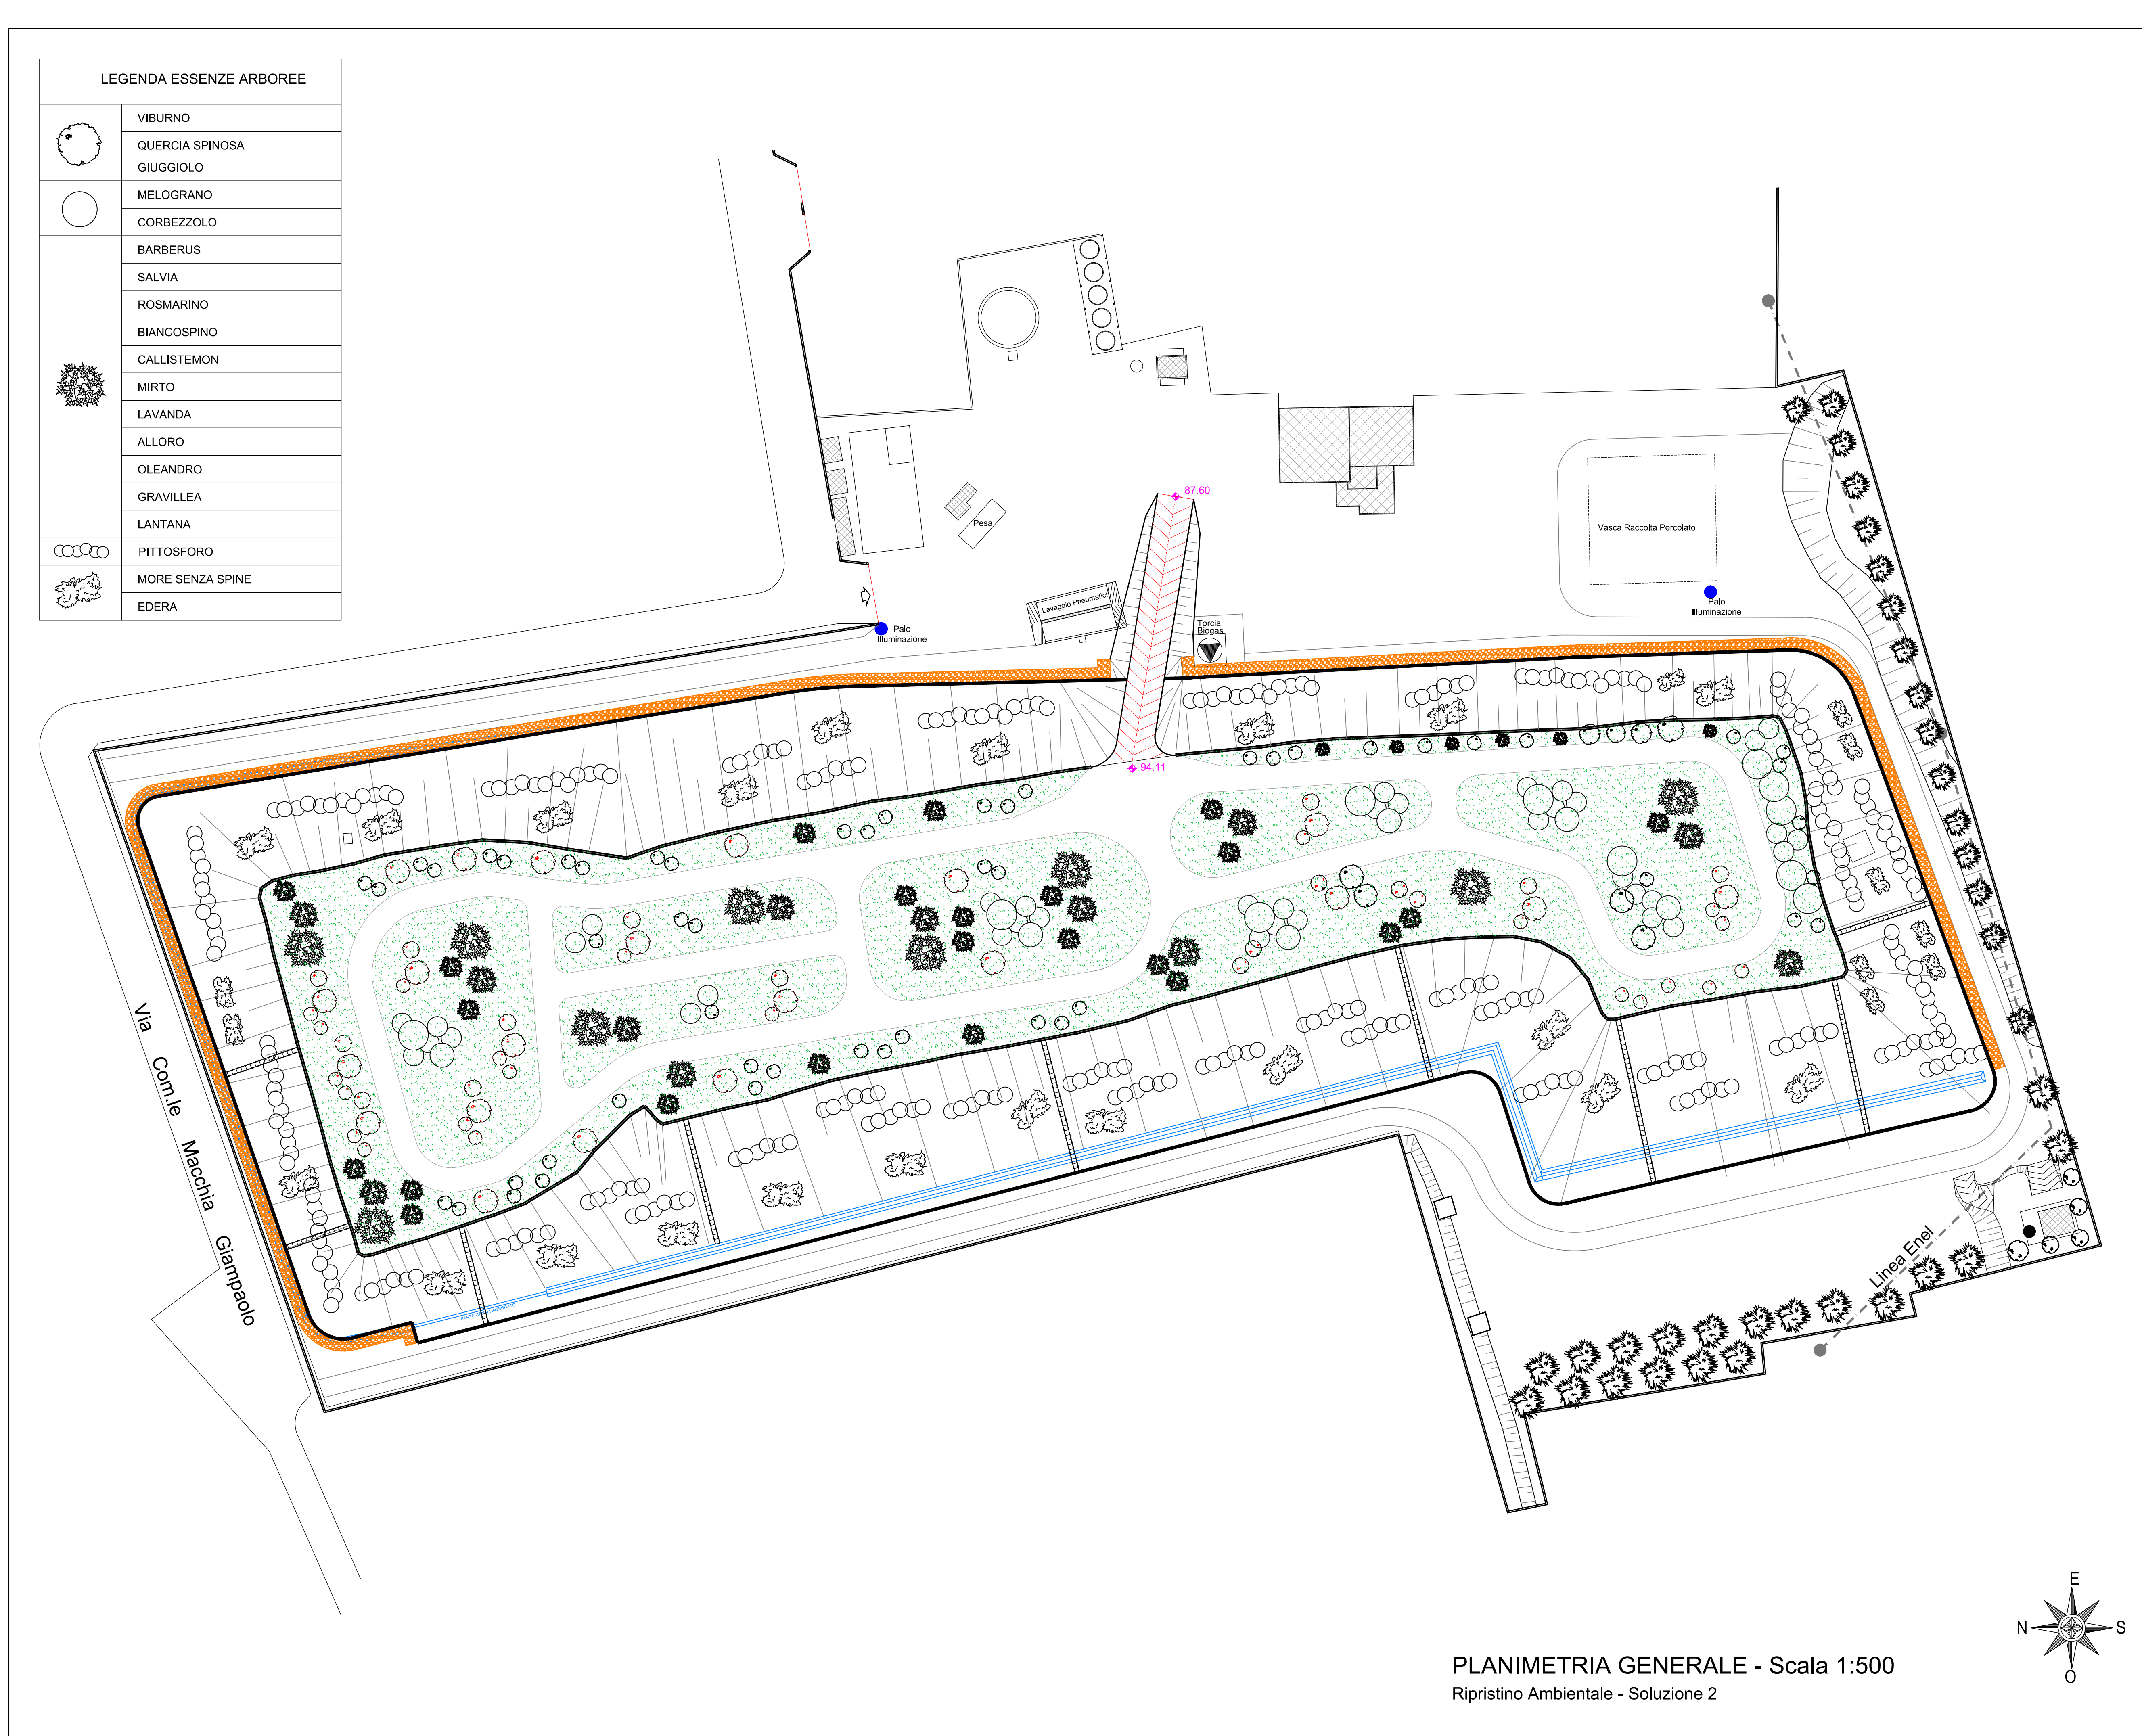 LEGENDA ESSENZE ARBOREE
VIBURNO
QUERCIA SPINOSA
GIUGGIOLO
MELOGRANO
CORBEZZOLO
BARBERUS
SALVIA
ROSMARINO
BIANCOSPINO
CALLISTEMON
MIRTO
LAVANDA
ALLORO
OLEANDRO
GRAVILLEA
LANTANA
PITTOSFORO
MORE SENZA SPINE
EDERA
87.60
Pesa
Vasca Raccolta Percolato
Lavaggio Pneumatici
Palo
Illuminazione
Palo
Illuminazione
Torcia
Biogas
94.11
Via Com.le Macchia Giampaolo
Linea Enel
E
N
S
O
PLANIMETRIA GENERALE - Scala 1:500
Ripristino Ambientale - Soluzione 2